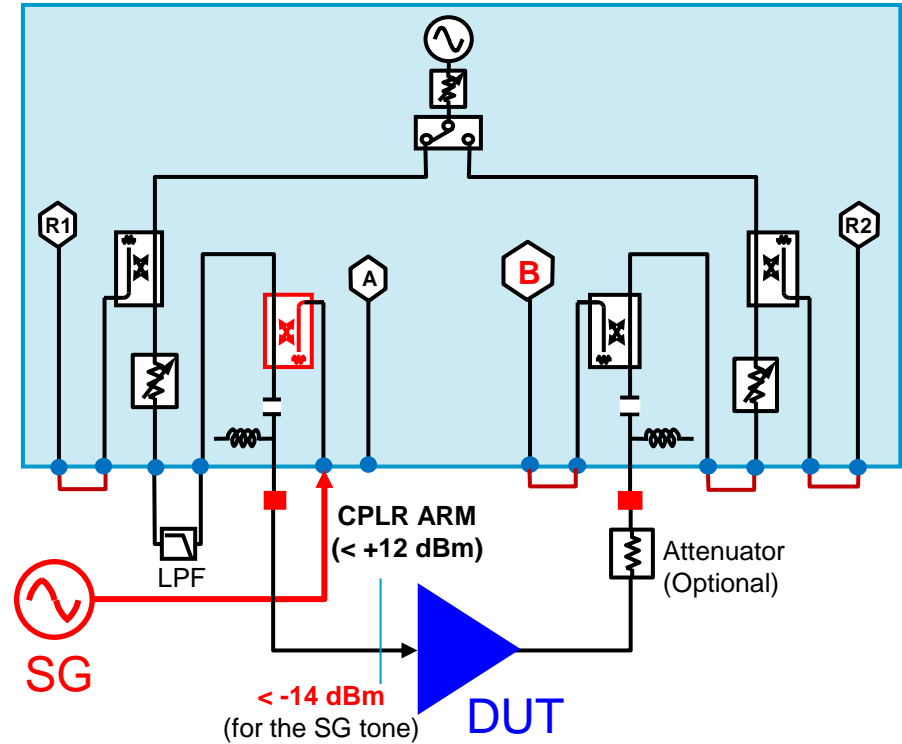 R1
R2
A
B
CPLR ARM
(< +12 dBm)
LPF
Attenuator
(Optional)
SG
< -14 dBm
(for the SG tone)
DUT